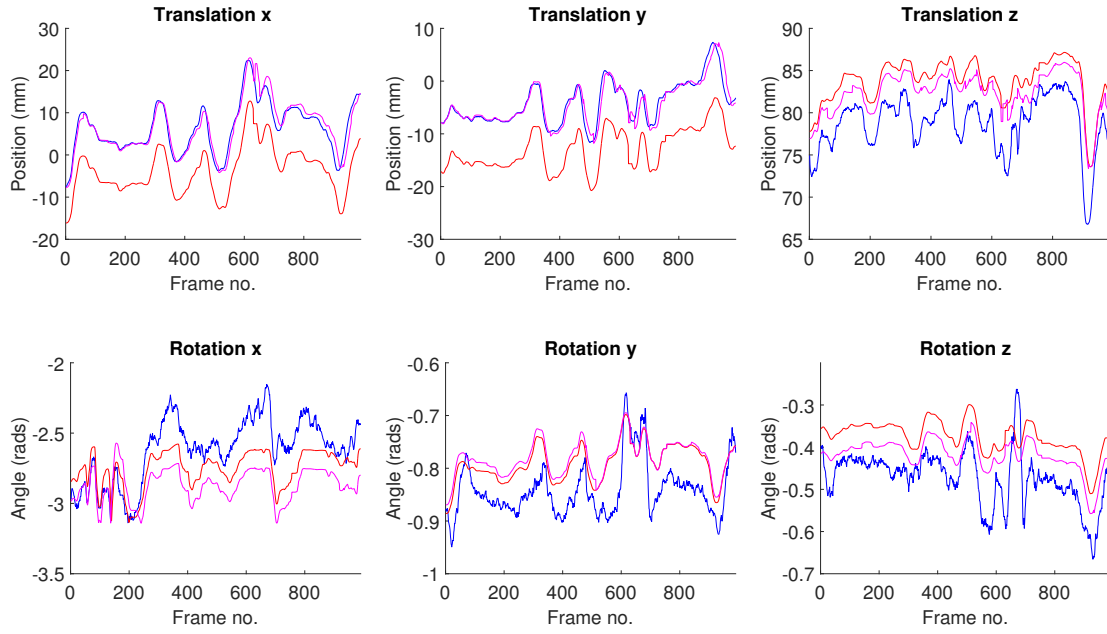 Translation x
Translation y
Translation z
30
20
10
0
-10
-20
Position (mm)
0 200 400 600 800
Frame no.
10
0
-10
-20
-30
Position (mm)
0 200 400 600 800
Frame no.
90
85
80
75
70
65
Position (mm)
0 200 400 600 800
Frame no.
Rotation x
Rotation y
Rotation z
-2
-2.5
-3
-3.5
Angle (rads)
0 200 400 600 800
Frame no.
-0.6
-0.7
-0.8
-0.9
-1
Angle (rads)
0 200 400 600 800
Frame no.
-0.3
-0.4
-0.5
-0.6
-0.7
Angle (rads)
0 200 400 600 800
Frame no.